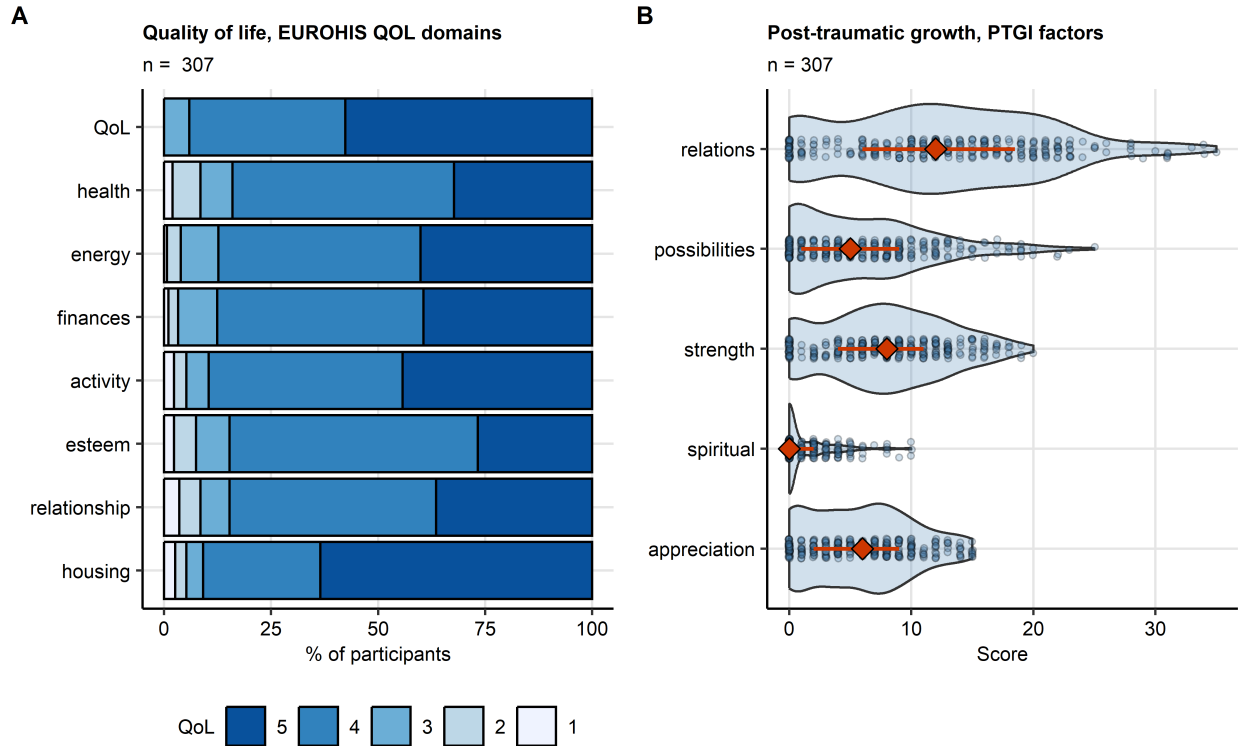 A
Quality of life, EUROHIS QOL domains
n =  307
QoL
health
energy
finances
activity
esteem
relationship
housing
0 25 50 75 100
% of participants
QoL 5 4 3 2 1
B
Post-traumatic growth, PTGI factors
n = 307
relations
possibilities
strength
spiritual
appreciation
0 10 20 30
Score